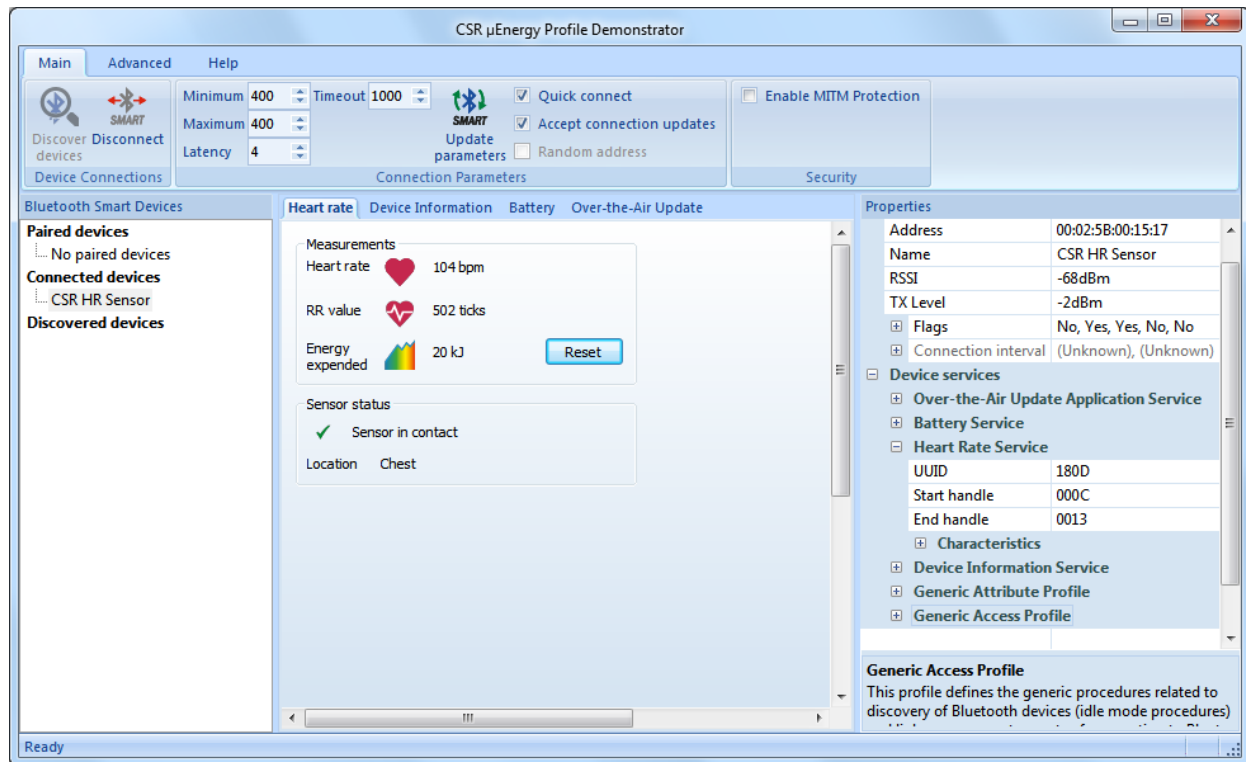 CSR µEnergy Profile Demonstrator
Main Advanced Help
Discover devices
SMART
Disconnect
Device Connections
Minimum 400
Maximum 400
Latency 4
Timeout 1000
SMART
Update parameters
Quick connect
Accept connection updates
Random address
Connection Parameters
Enable MITM Protection
Security
Bluetooth Smart Devices
Paired devices
No paired devices
Connected devices
CSR HR Sensor
Discovered devices
Heart rate Device Information Battery Over-the-Air Update
Measurements
Heart rate 104 bpm
RR value 502 ticks
Energy expended 20 kJ Reset
Sensor status
Sensor in contact
Location Chest
Properties
Address 00:02:5B:00:15:17
Name CSR HR Sensor
RSSI -68dBm
TX Level -2dBm
Flags No, Yes, Yes, No, No
Connection interval (Unknown), (Unknown)
Device services
Over-the-Air Update Application Service
Battery Service
Heart Rate Service
UUID 180D
Start handle 000C
End handle 0013
Characteristics
Device Information Service
Generic Attribute Profile
Generic Access Profile
Generic Access Profile
This profile defines the generic procedures related to
discovery of Bluetooth devices (idle mode procedures)
Ready